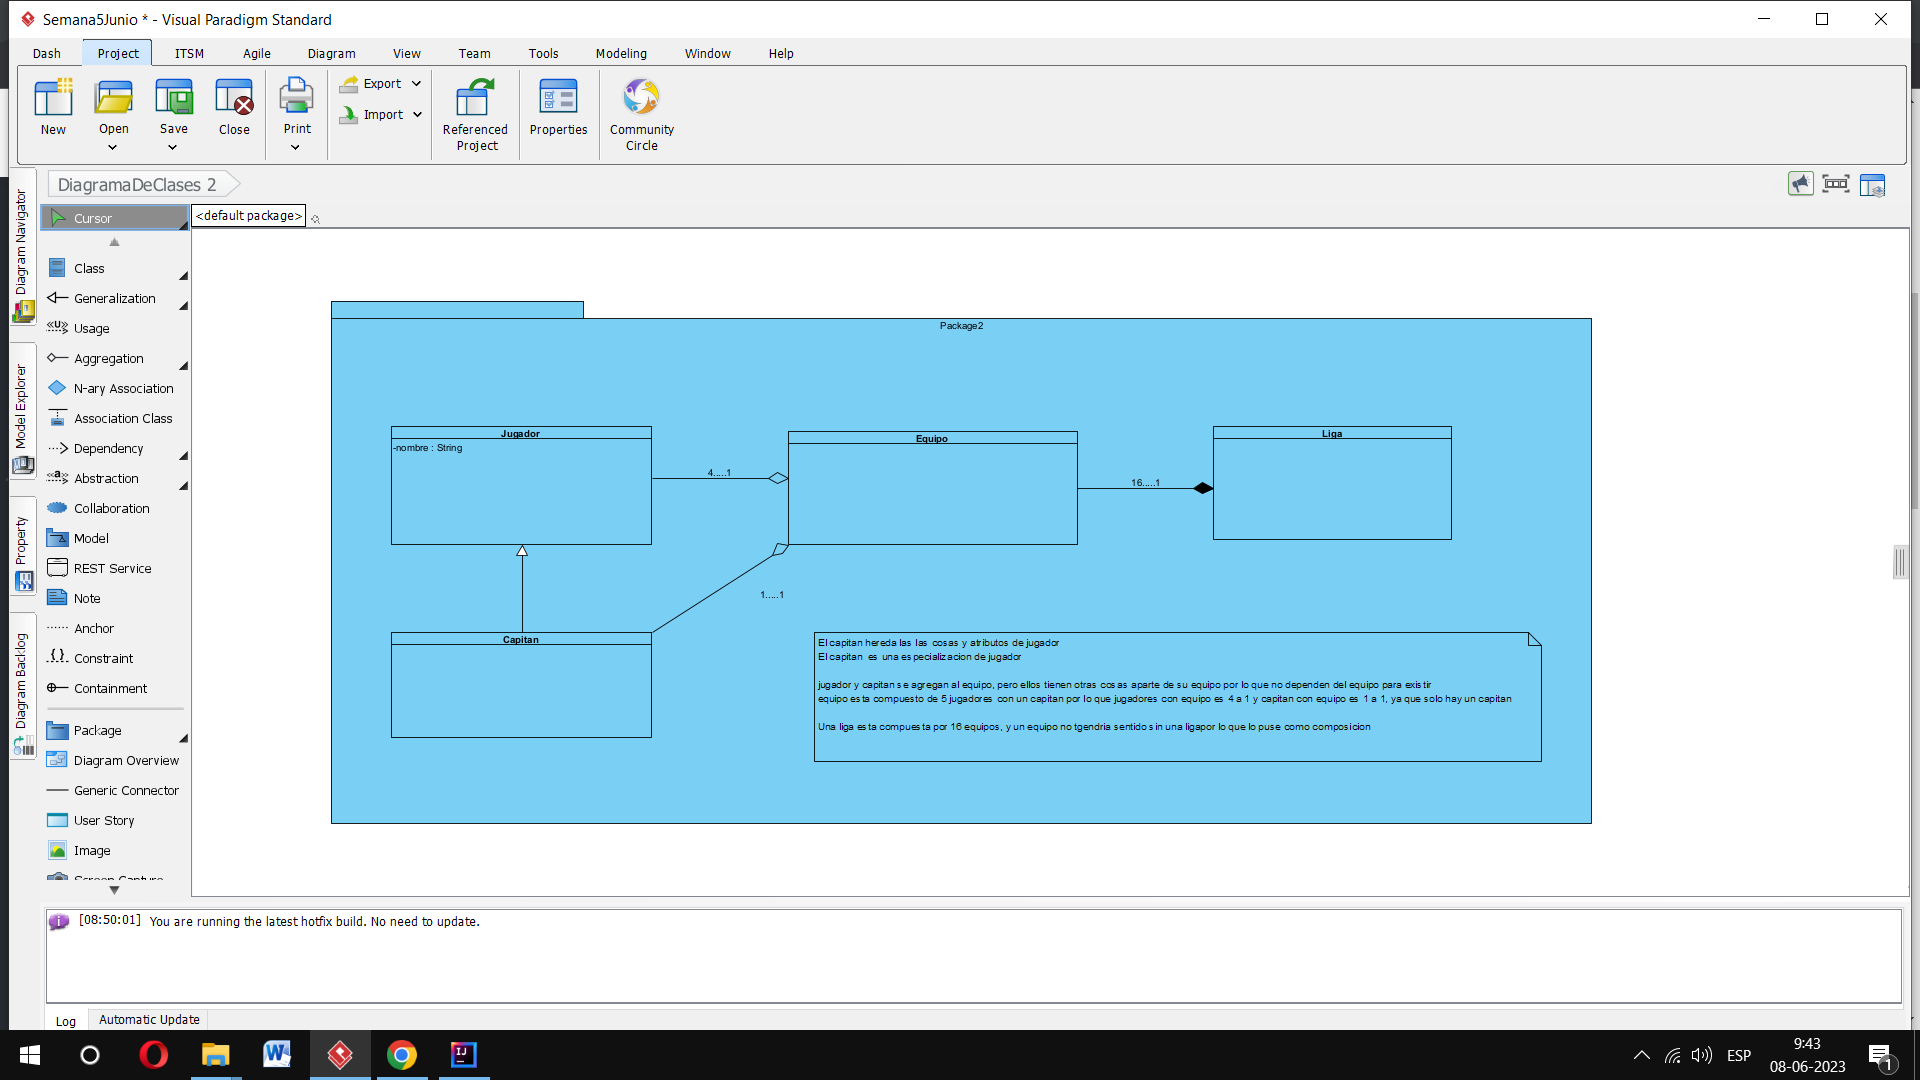 Semana5Junio * - Visual Paradigm Standard
Dash Project ITSM Agile Diagram View Team Tools Modeling Window Help
New
Open
Save
Close
Print
Export
Import
Referenced Project
Properties
Community Circle
DiagramaDeClases 2
Diagram Navigator
Model Explorer
Property
Diagram Backlog
Cursor
<default package>
Class
Generalization
Usage
Aggregation
N-ary Association
Association Class
Dependency
Abstraction
Collaboration
Model
REST Service
Note
Anchor
Constraint
Containment
Package
Diagram Overview
Generic Connector
User Story
Image
Screen Capture
Package2
Jugador
-nombre : String
4.....1
Equipo
16.....1
Liga
1.....1
Capitan
El capitan hereda las las cosas y atributos de jugador
El capitan es una especializacion de jugador
jugador y capitan se agregan al equipo, pero ellos tienen otras cosas aparte de su equipo por lo que no dependen del equipo para existir
equipo esta compuesto de 5 jugadores con un capitan por lo que jugadores con equipo es 4 a 1 y capitan con equipo es 1 a 1, ya que solo hay un capitan
Una liga esta compuesta por 16 equipos, y un equipo no tgendria sentido sin una ligapor lo que lo puse como composicion
[08:50:01] You are running the latest hotfix build. No need to update.
Log Automatic Update
ESP
9:43
08-06-2023
1